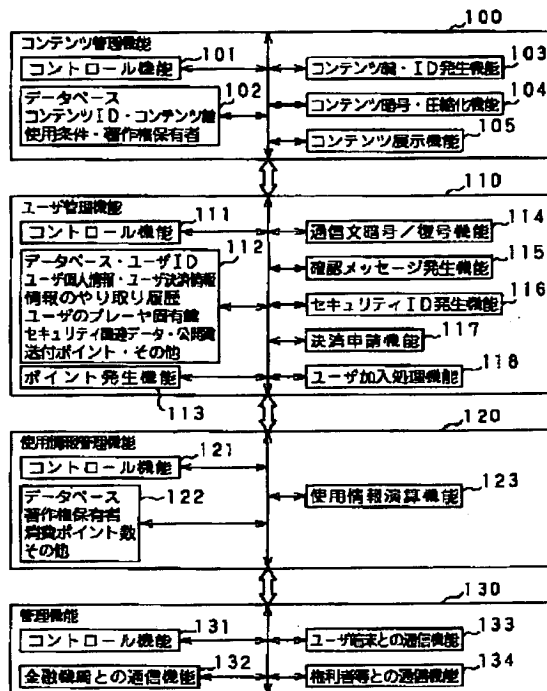 100
コンテンツ管理機能
コントロール機能
101
データベース
コンテンツID・コンテンツ鍵
使用条件・著作権保有者
102
コンテンツ鍵・ID発生機能
103
コンテンツ暗号・圧縮化機能
104
コンテンツ展示機能
105
110
ユーザ管理機能
コントロール機能
111
データベース・ユーザID
ユーザ個人情報・ユーザ決済情報
情報のやり取り履歴
ユーザのプレーヤ固有鍵
セキュリティ関連データ・公開鍵
送付ポイント・その他
112
ポイント発生機能
113
通信文暗号/復号機能
114
確認メッセージ発生機能
115
セキュリティID発生機能
116
決済申請機能
117
ユーザ加入処理機能
118
120
使用情報管理機能
コントロール機能
121
データベース
著作権保有者
消費ポイント数
その他
122
使用情報演算機能
123
130
管理機能
コントロール機能
131
金融機関との通信機能
132
ユーザ端末との通信機能
133
権利者等との通信機能
134